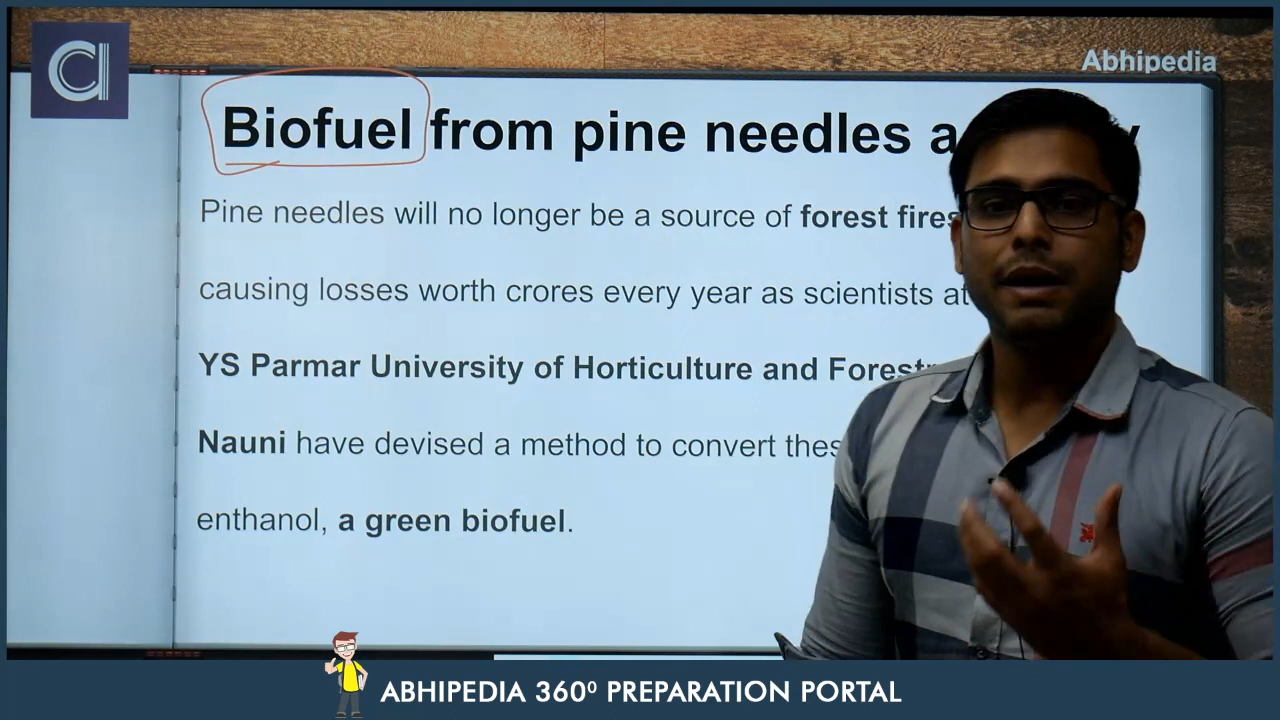 Abhipedia
Biofuel from pine needles a
Pine needles will no longer be a source of forest fires
causing losses worth crores every year as scientists at
YS Parmar University of Horticulture and Forestr
Nauni have devised a method to convert thes
enthanol, a green biofuel.
ABHIPEDIA 360⁰ PREPARATION PORTAL